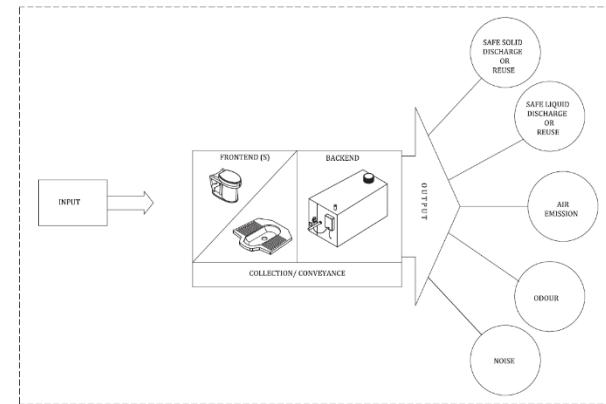 INPUT
FRONTEND (S)
BACKEND
COLLECTION/ CONVEYANCE
OUTPUT
SAFE SOLID
DISCHARGE
OR
REUSE
SAFE LIQUID
DISCHARGE
OR
REUSE
AIR
EMISSION
ODOUR
NOISE